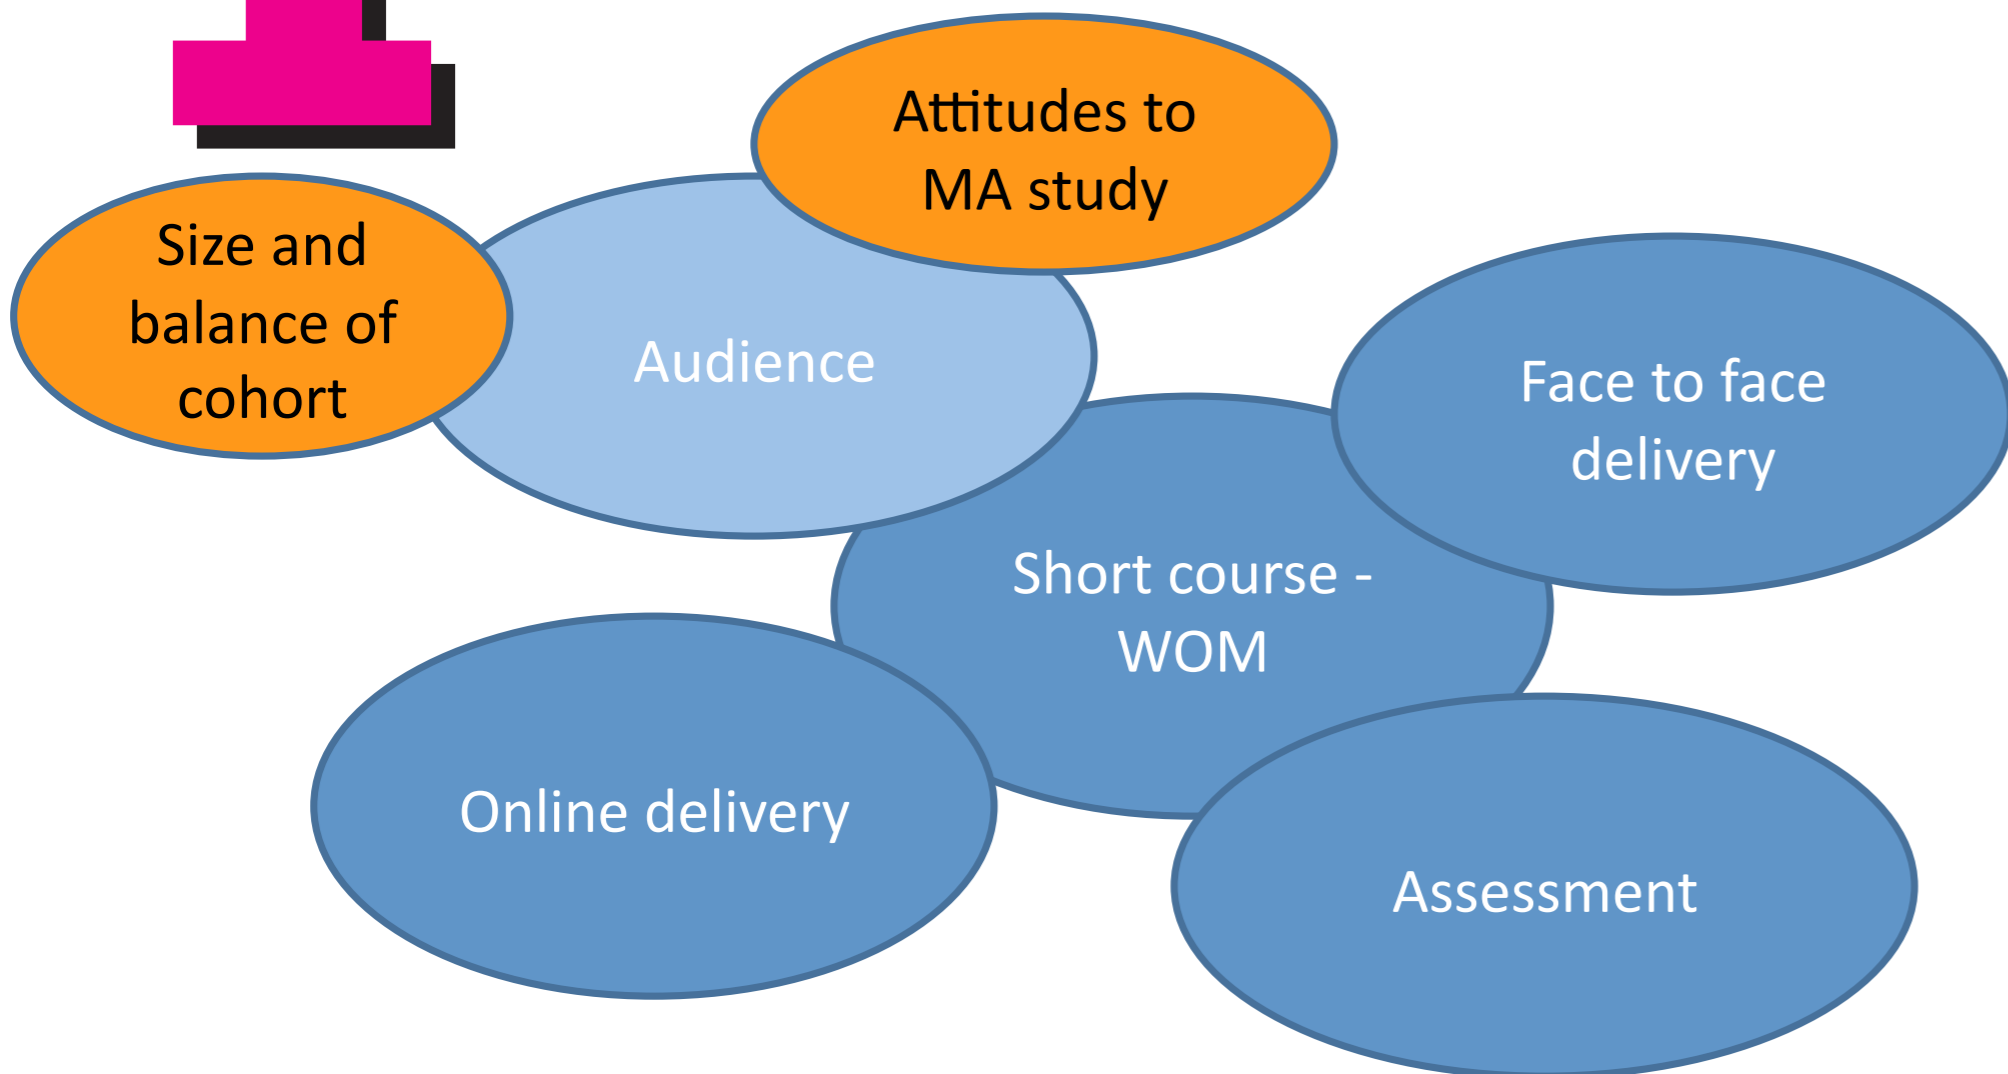 Attitudes to
MA study
Size and
balance of
cohort
Audience
Face to face
delivery
Short course -
WOM
Online delivery
Assessment